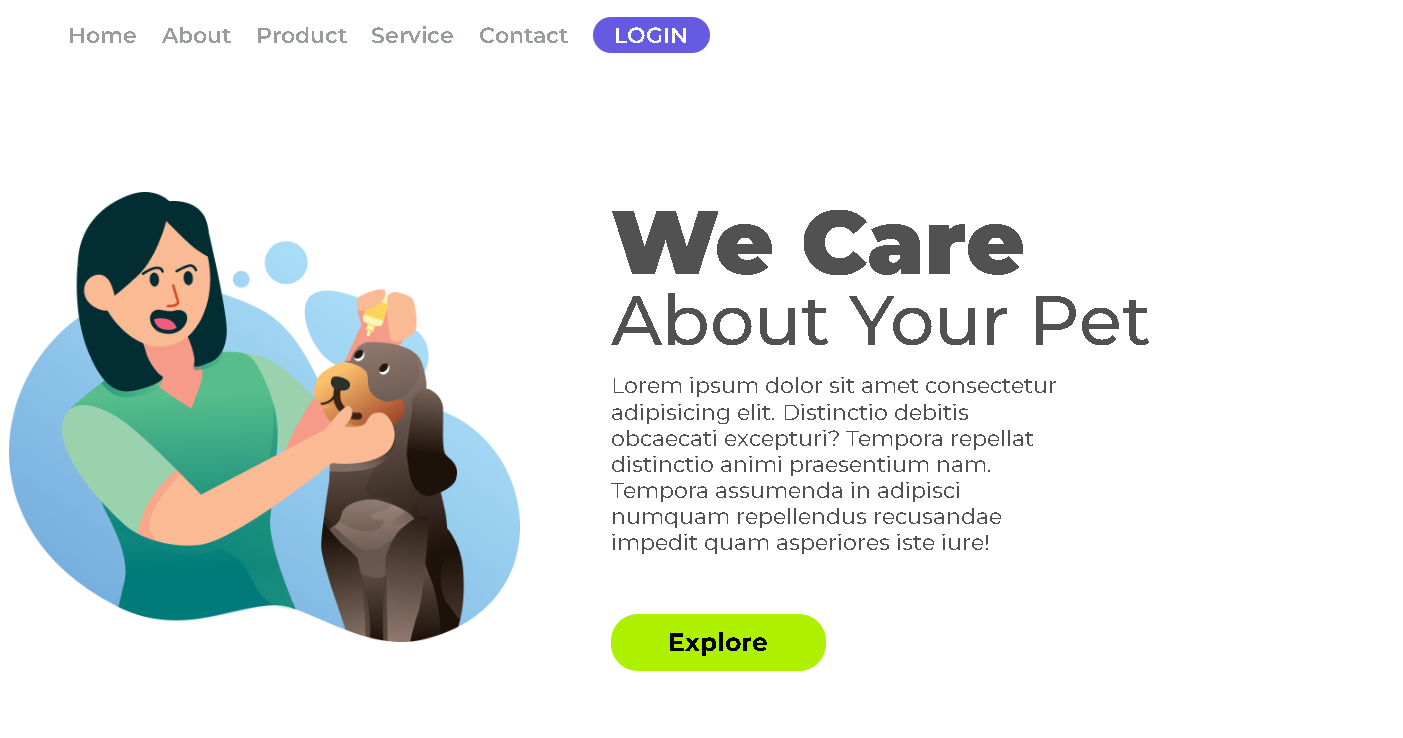 Home About Product Service Contact LOGIN
We Care
About Your Pet
Lorem ipsum dolor sit amet consectetur
adipisicing elit. Distinctio debitis
obcaecati excepturi? Tempora repellat
distinctio animi praesentium nam.
Tempora assumenda in adipisci
numquam repellendus recusandae
impedit quam asperiores iste iure!
Explore